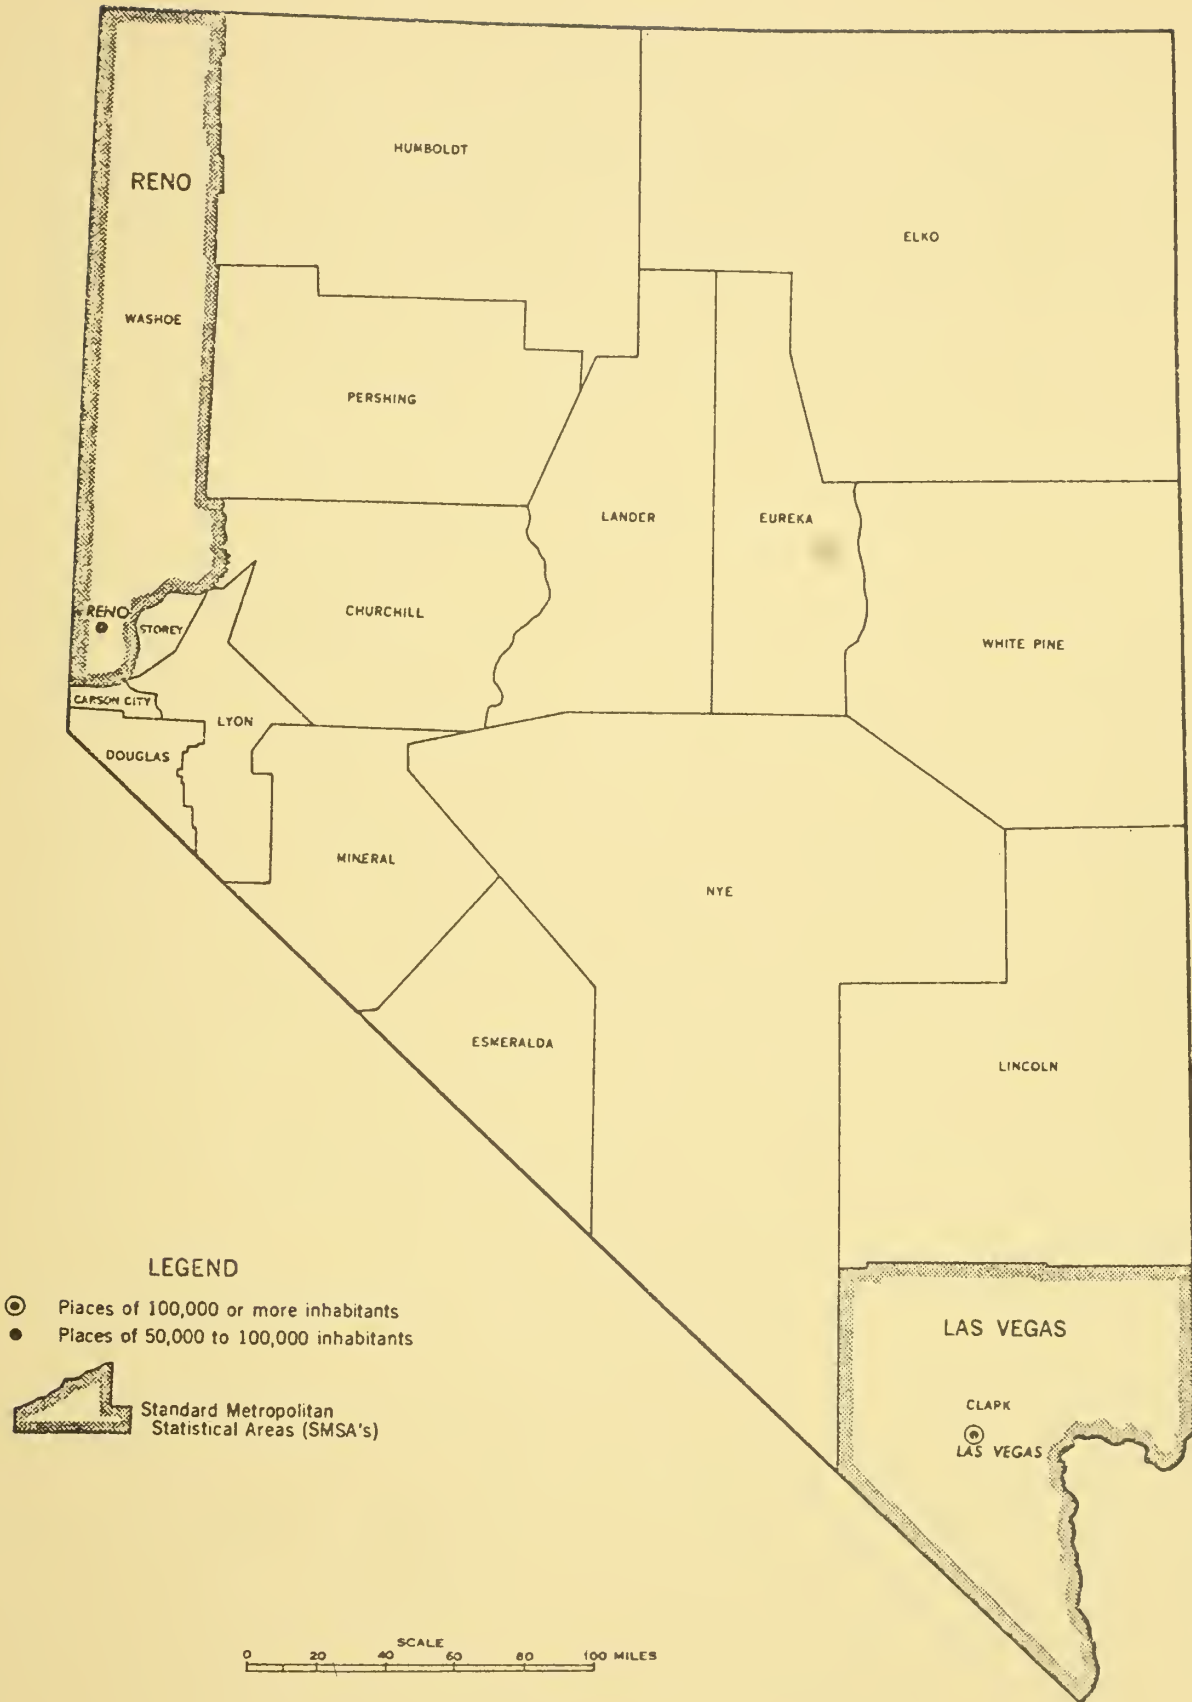 HUMBOLDT
RENO
ELKO
WASHOE
PERSHING
LANDER
EUREKA
RENO
CHURCHILL
STOREY
WHITE PINE
CARSON CITY
LYON
DOUGLAS
MINERAL
NYE
ESMERALDA
LINCOLN
LEGEND
Places of 100,000 or more inhabitants
Places of 50,000 to 100,000 inhabitants
Standard Metropolitan
Statistical Areas (SMSA's)
LAS VEGAS
CLARK
LAS VEGAS
SCALE
0 20 40 60 80 100 MILES